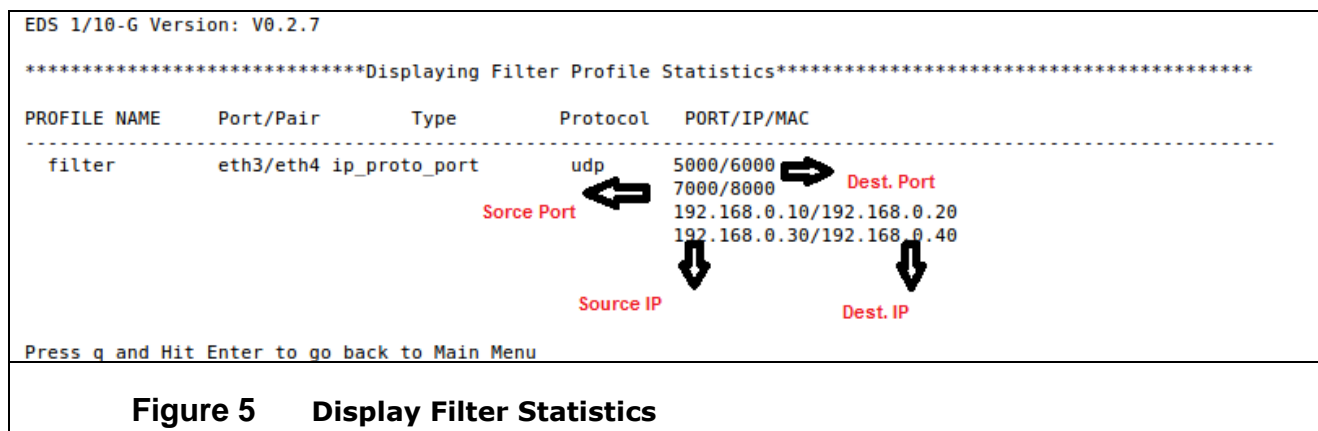 EDS 1/10-G Version: V0.2.7
******************************Displaying Filter Profile Statistics******************************************
PROFILE NAME Port/Pair Type Protocol PORT/IP/MAC
--------------------------------------------------------------------------------------------------------------
filter eth3/eth4 ip_proto_port udp 5000/6000
7000/8000 Dest. Port
Sorce Port 192.168.0.10/192.168.0.20
192.168.0.30/192.168.0.40
Source IP Dest. IP
Press q and Hit Enter to go back to Main Menu
Figure 5 Display Filter Statistics